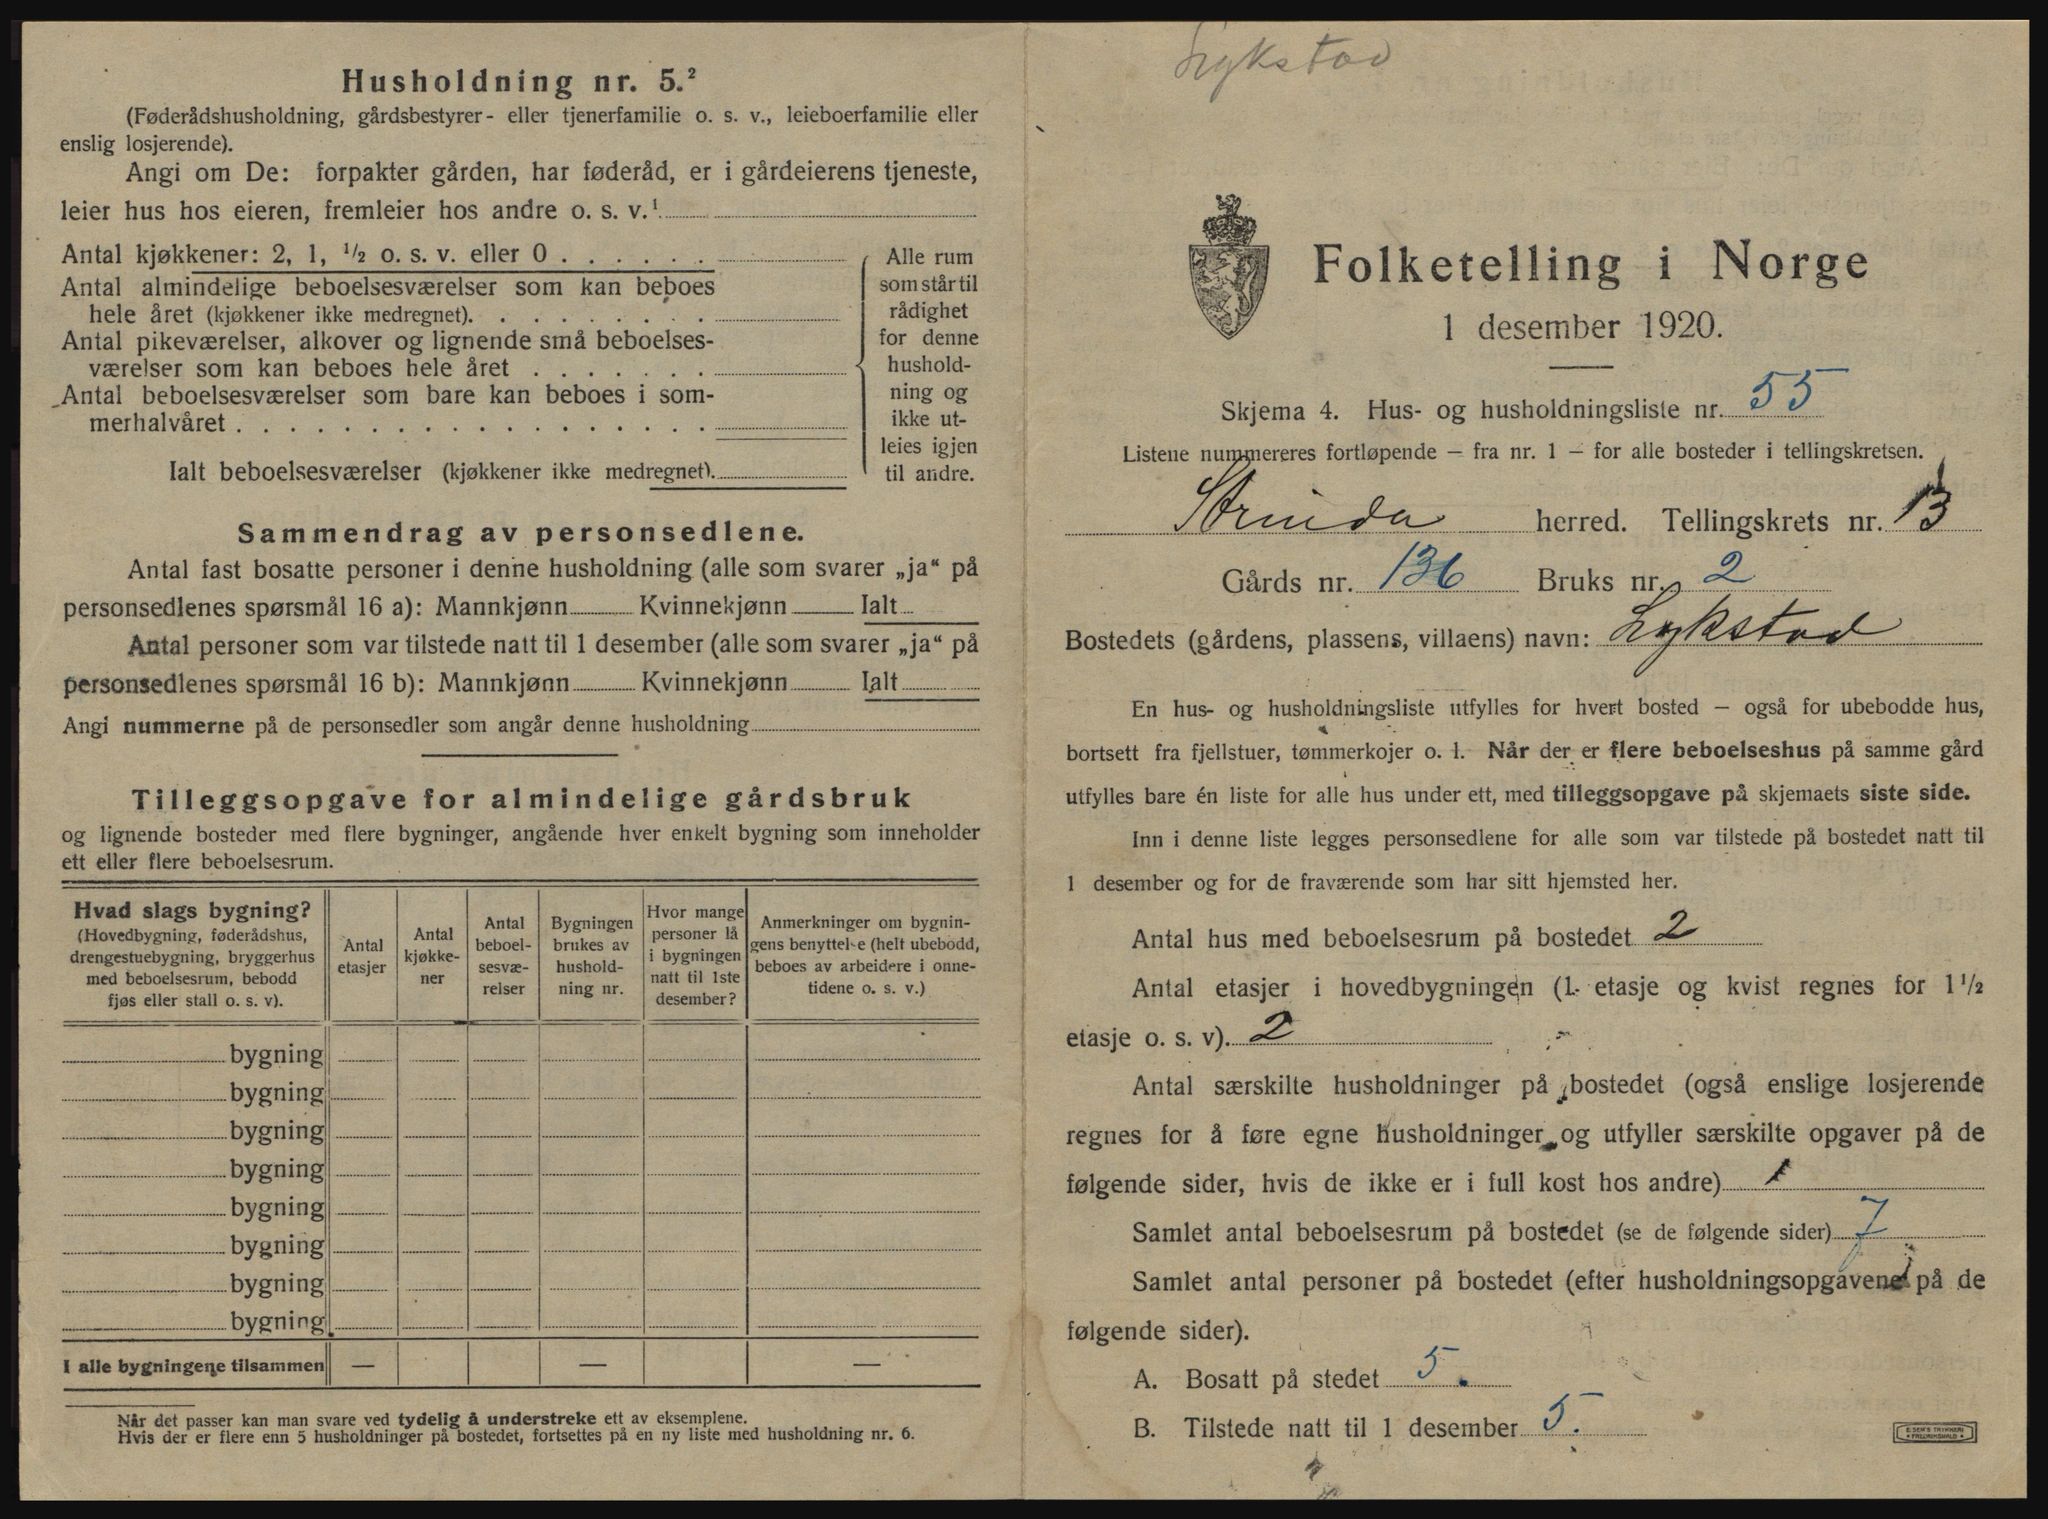 Husholdning nr. 5.²
(Føderådshusholdning, gårdsbestyrer- eller tjenerfamilie o. s. v., leieboerfamilie eller
enslig losjerende).
Angi om De: forpakter gården, har føderåd, er i gårdeierens tjeneste,
leier hus hos eieren, fremleier hos andre o. s. v.¹
Antal kjøkkener: 2, 1, ½ o. s. v. eller 0
Antal almindelige beboelsesværelser som kan beboes
hele året (kjøkkener ikke medregnet).
Antal pikeværelser, alkover og lignende små beboelses-
værelser som kan beboes hele året
Antal beboelsesværelser som bare kan beboes i som-
merhalvåret
Ialt beboelsesværelser (kjøkkener ikke medregnet).
Alle rum
som står til
rådighet
for denne
hushold-
ning og
ikke ut-
leies igjen
til andre.
Sammendrag av personsedlene.
Antal fast bosatte personer i denne husholdning (alle som svarer „ja“ på
personsedlenes spørsmål 16 a): Mannkjønn Kvinnekjønn Ialt
Antal personer som var tilstede natt til 1 desember (alle som svarer „ja“ på
personsedlenes spørsmål 16 b): Mannkjønn Kvinnekjønn Ialt
Angi nummerne på de personsedler som angår denne husholdning
Tilleggsopgave for almindelige gårdsbruk
og lignende bosteder med flere bygninger, angående hver enkelt bygning som inneholder
ett eller flere beboelsesrum.
Hvad slags bygning?
(Hovedbygning, føderådshus,
drengestuebygning, bryggerhus
med beboelsesrum, bebodd
fjøs eller stall o. s. v).
Antal
etasjer
Antal
kjøkke-
ner
Antal
beboel-
sesvæ-
relser
Bygningen
brukes av
hushold-
ning nr.
Hvor mange
personer lå
i bygningen
natt til 1ste
desember?
Anmerkninger om bygnin-
gens benyttelse (helt ubebodd,
beboes av arbeidere i onne-
tidene o. s. v.)
bygning
bygning
bygning
bygning
bygning
bygning
bygning
bygning
I alle bygningene tilsammen — — —
Når det passer kan man svare ved tydelig å understreke ett av eksemplene.
Hvis der er flere enn 5 husholdninger på bostedet, fortsettes på en ny liste med husholdning nr. 6.
Lykstad
Folketelling i Norge
1 desember 1920.
Skjema 4. Hus- og husholdningsliste nr. 55
Listene nummereres fortløpende – fra nr. 1 – for alle bosteder i tellingskretsen.
Strinda herred. Tellingskrets nr. 13
Gårds nr. 136 Bruks nr. 2
Bostedets (gårdens, plassens, villaens) navn: Lykstad
En hus- og husholdningsliste utfylles for hvert bosted – også for ubebodde hus,
bortsett fra fjellstuer, tømmerkojer o. l. Når der er flere beboelseshus på samme gård
utfylles bare én liste for alle hus under ett, med tilleggsopgave på skjemaets siste side.
Inn i denne liste legges personsedlene for alle som var tilstede på bostedet natt til
1 desember og for de fraværende som har sitt hjemsted her.
Antal hus med beboelsesrum på bostedet 2
Antal etasjer i hovedbygningen (1 etasje og kvist regnes for 1½
etasje o. s. v). 2
Antal særskilte husholdninger på bostedet (også enslige losjerende
regnes for å føre egne husholdninger og utfyller særskilte opgaver på de
følgende sider, hvis de ikke er i full kost hos andre) 1
Samlet antal beboelsesrum på bostedet (se de følgende sider) 7
Samlet antal personer på bostedet (efter husholdningsopgavene på de
følgende sider).
A. Bosatt på stedet 5.
B. Tilstede natt til 1 desember 5.